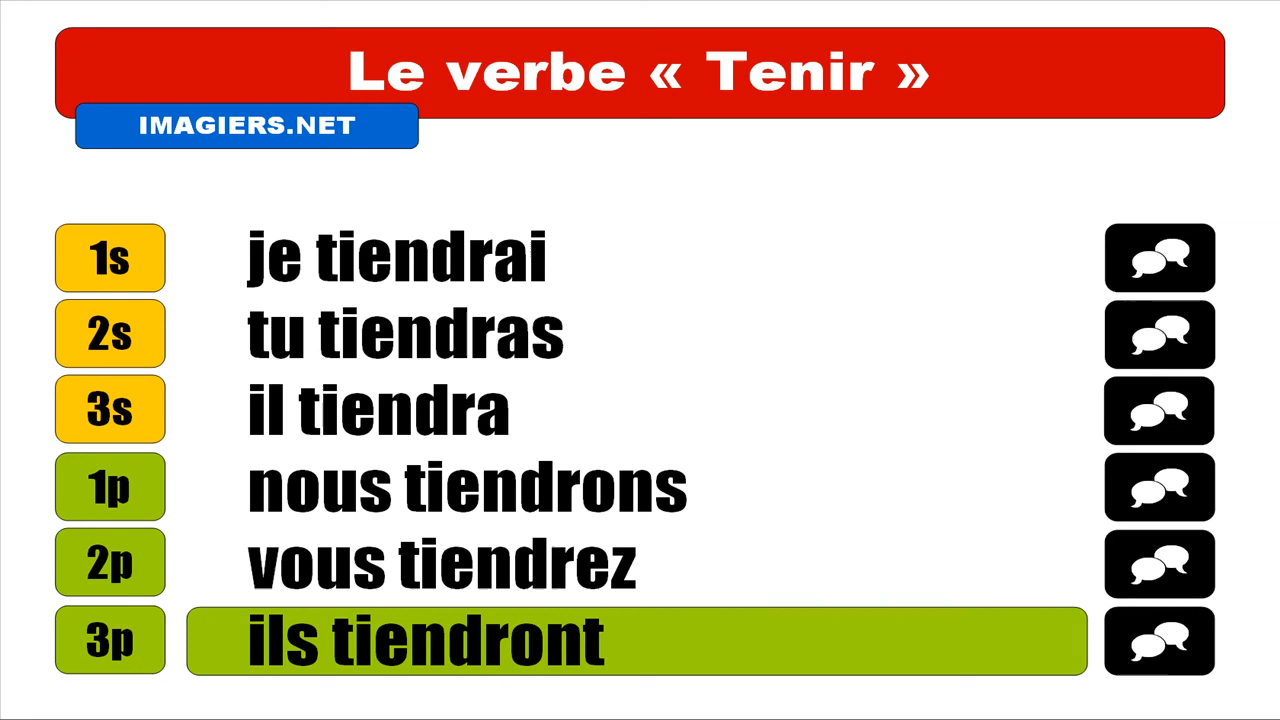 Le verbe « Tenir »
IMAGIERS.NET
1s je tiendrai
2s tu tiendras
3s il tiendra
1p nous tiendrons
2p vous tiendrez
3p ils tiendront